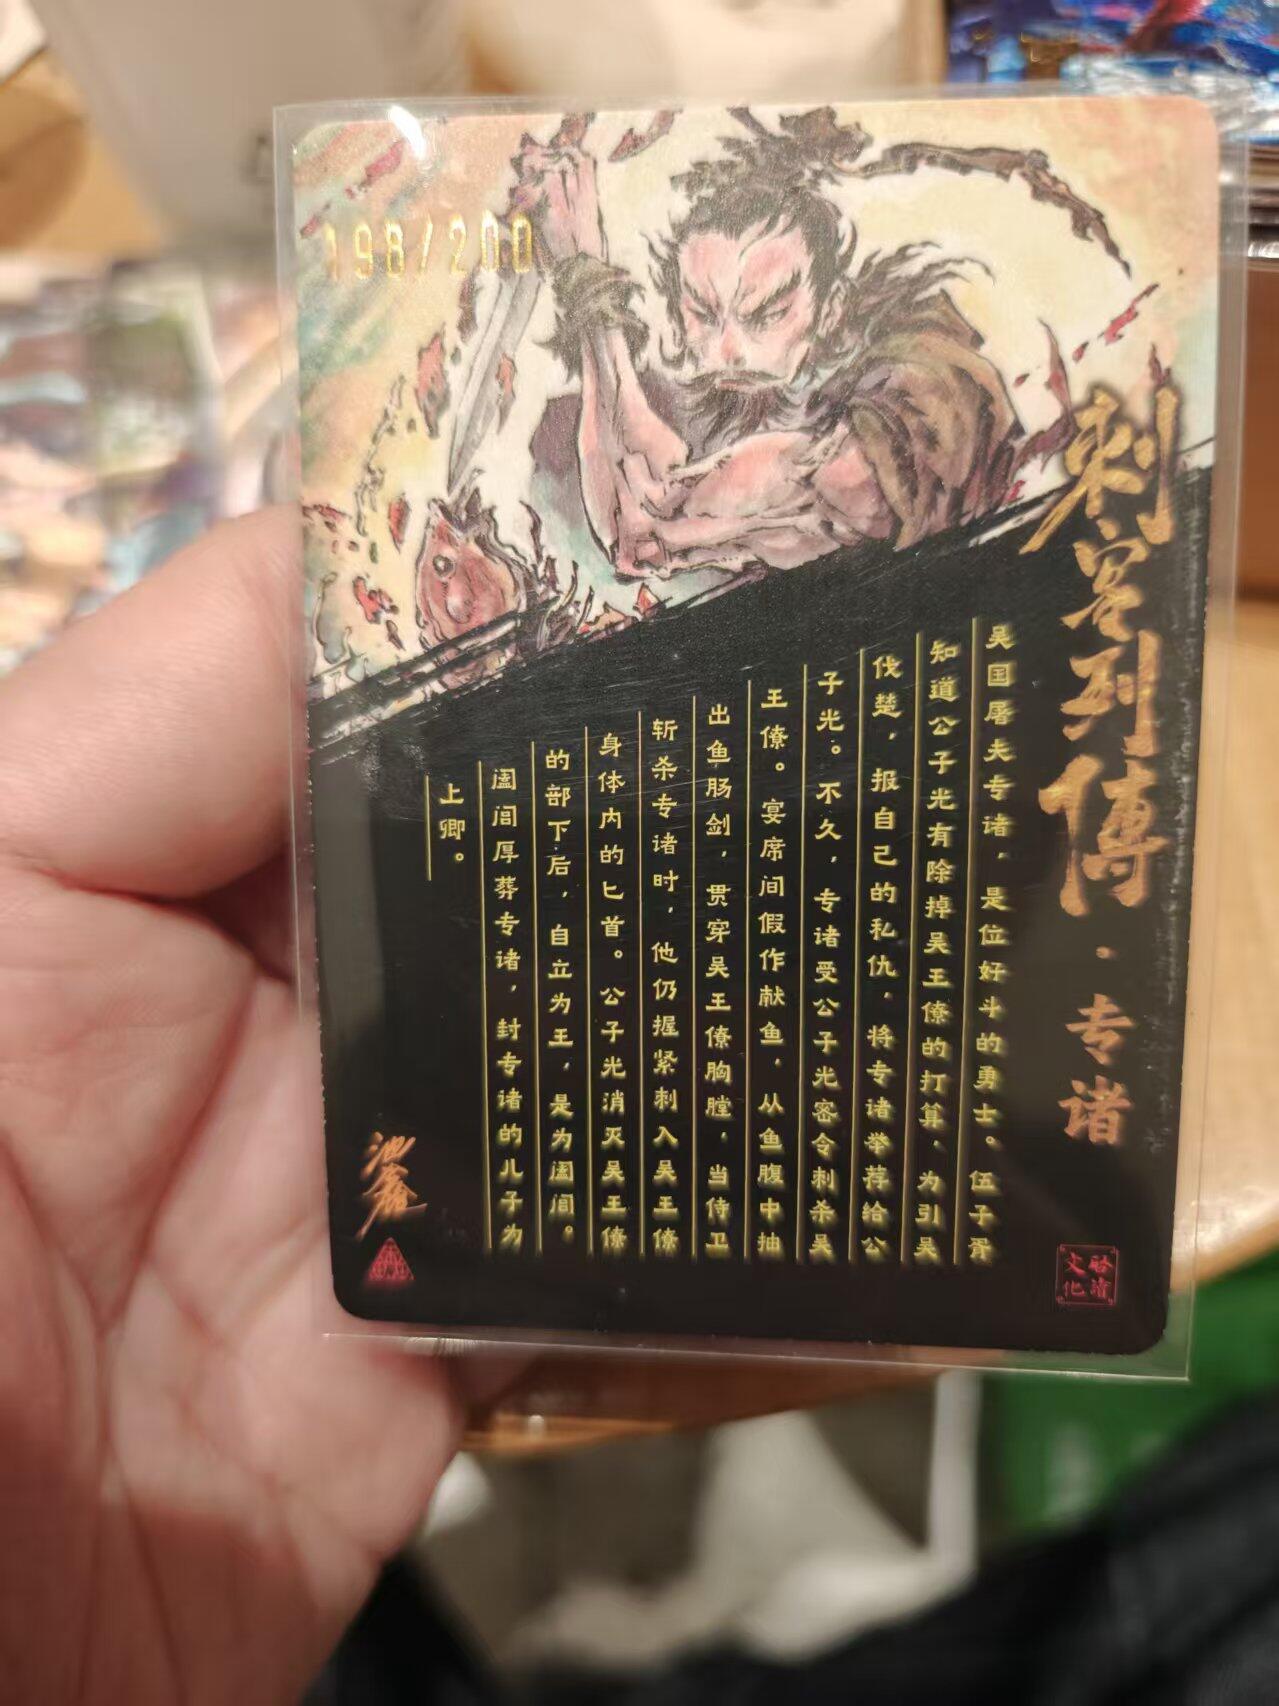 198/200
刺客列傳·专诸
吴国屠夫专诸，是位好斗的勇士。伍子胥
知道公子光有除掉吴王僚的打算，为引吴
伐楚，报自己的私仇，将专诸举荐给公
子光。不久，专诸受公子光密令刺杀吴
王僚。宴席间假作献鱼，从鱼腹中抽
出鱼肠剑，贯穿吴王僚胸膛，当侍卫
斩杀专诸时，他仍握紧刺入吴王僚
身体内的匕首。公子光消灭吴王僚
的部下后，自立为王，是为阖闾。
阖闾厚葬专诸，封专诸的儿子为
上卿。